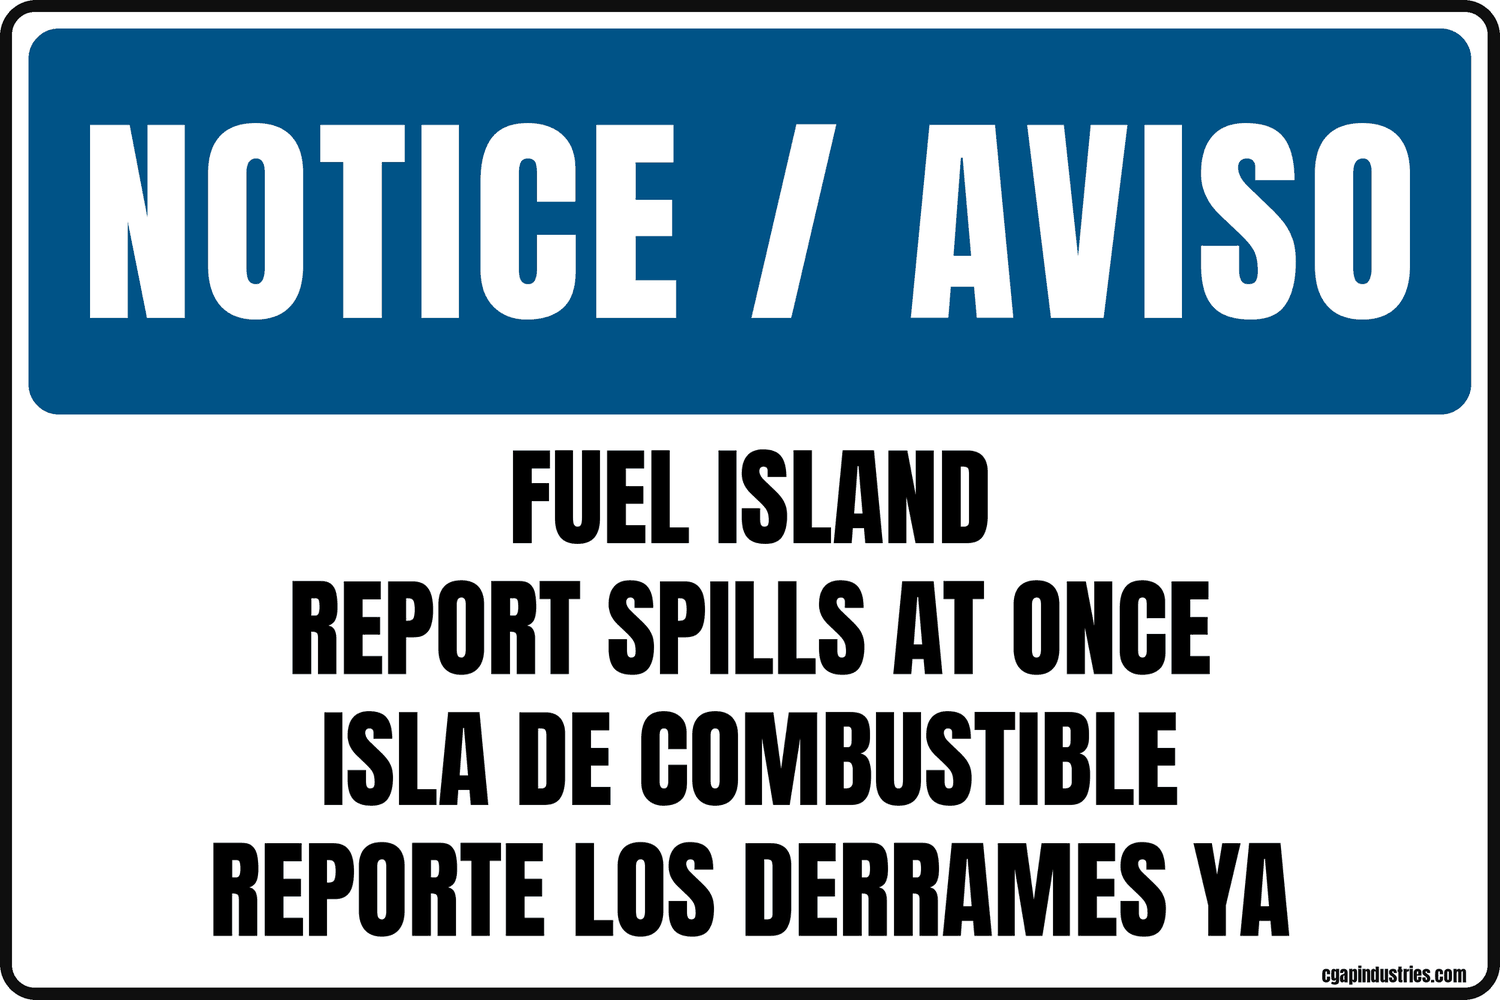 NOTICE / AVISO
FUEL ISLAND
REPORT SPILLS AT ONCE
ISLA DE COMBUSTIBLE
REPORTE LOS DERRAMES YA
cgapindustries.com